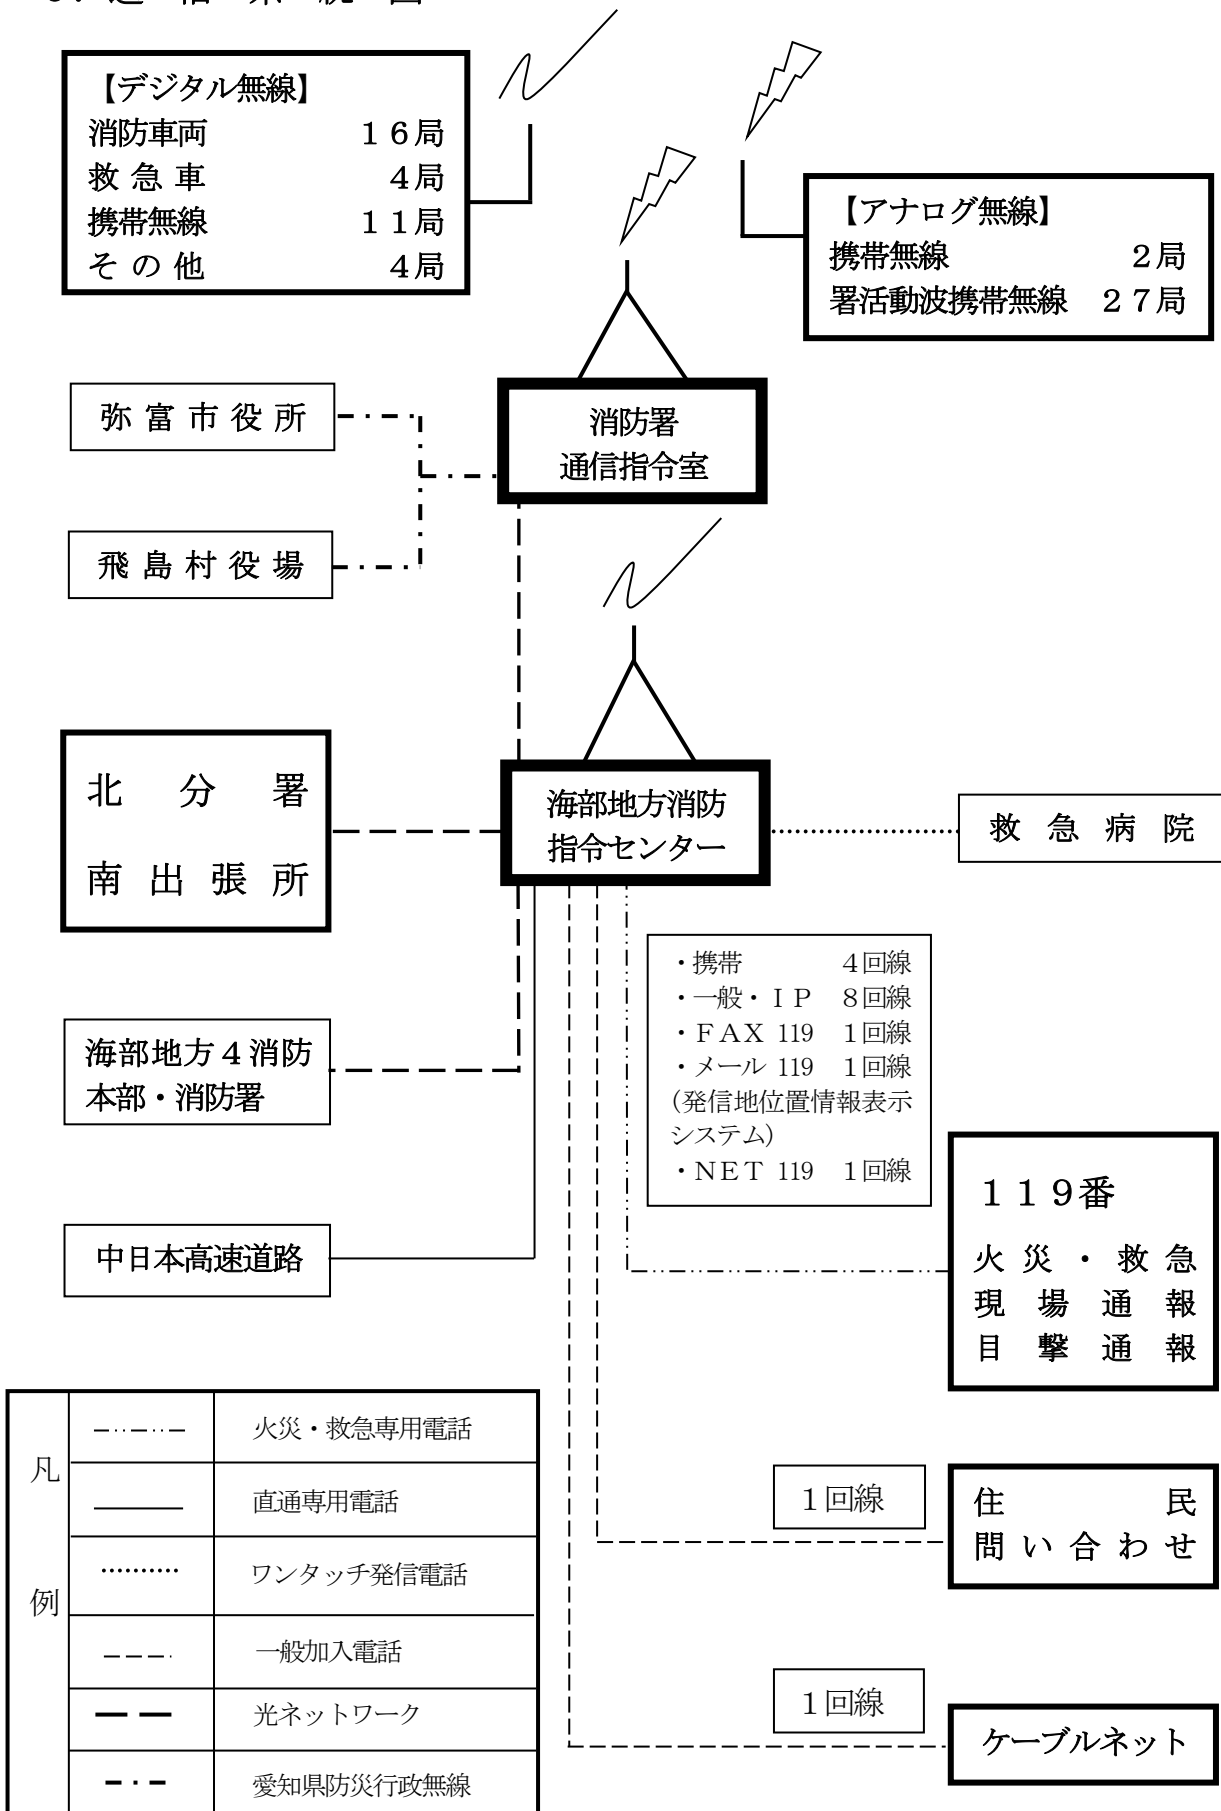 【デジタル無線】
消防車両 １６局
救急車 ４局
携帯無線 １１局
その他 ４局
【アナログ無線】
携帯無線 ２局
署活動波携帯無線 ２７局
弥富市役所
消防署
通信指令室
飛島村役場
北分署
南出張所
海部地方消防
指令センター
救急病院
・携帯 ４回線
・一般・ＩＰ ８回線
・ＦＡＸ 119 １回線
・メール 119 １回線
(発信地位置情報表示
システム)
・ＮＥＴ 119 １回線
海部地方４消防
本部・消防署
中日本高速道路
１１９番
火災・救急
現場通報
目撃通報
凡例
火災・救急専用電話
直通専用電話
ワンタッチ発信電話
一般加入電話
光ネットワーク
愛知県防災行政無線
１回線
住民
問い合わせ
１回線
ケーブルネット